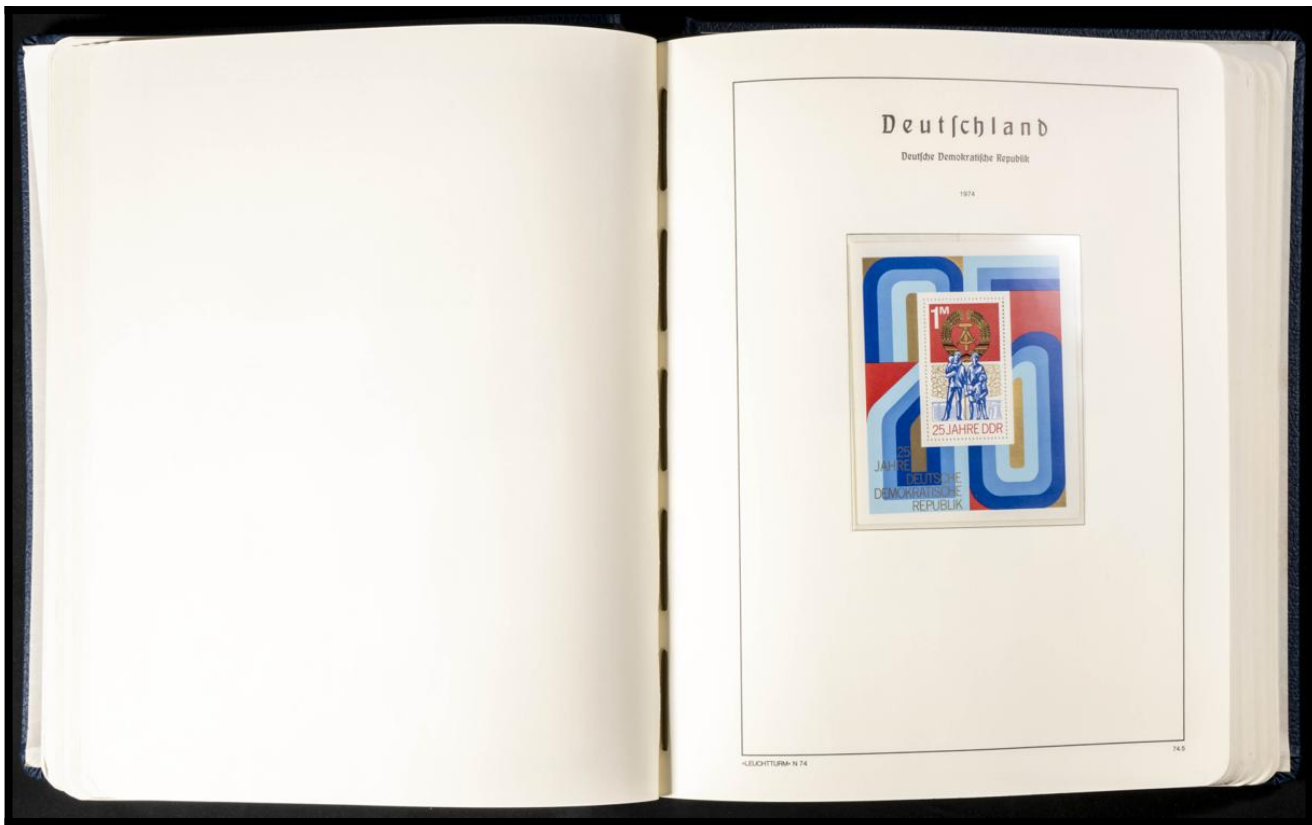 Deutſchland
Deutſche Demokratiſche Republik
1974
1M
25 JAHRE DDR
25
JAHRE
DEUTSCHE
DEMOKRATISCHE
REPUBLIK
«LEUCHTTURM» N 74
74.5